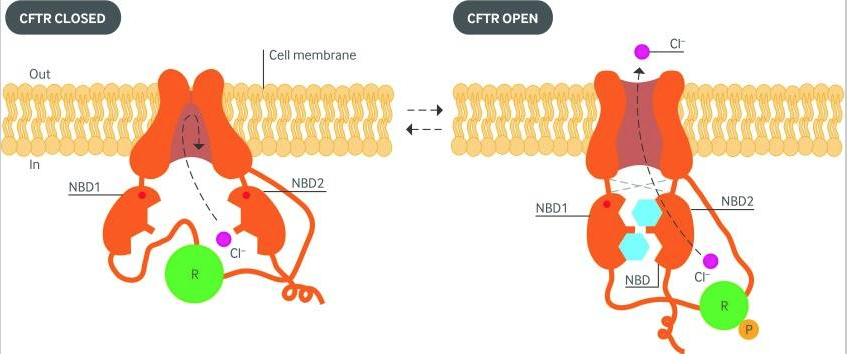 CFTR CLOSED
Out
Cell membrane
In
NBD1
NBD2
Cl⁻
R
CFTR OPEN
Cl⁻
NBD1
NBD2
NBD
Cl⁻
R
P